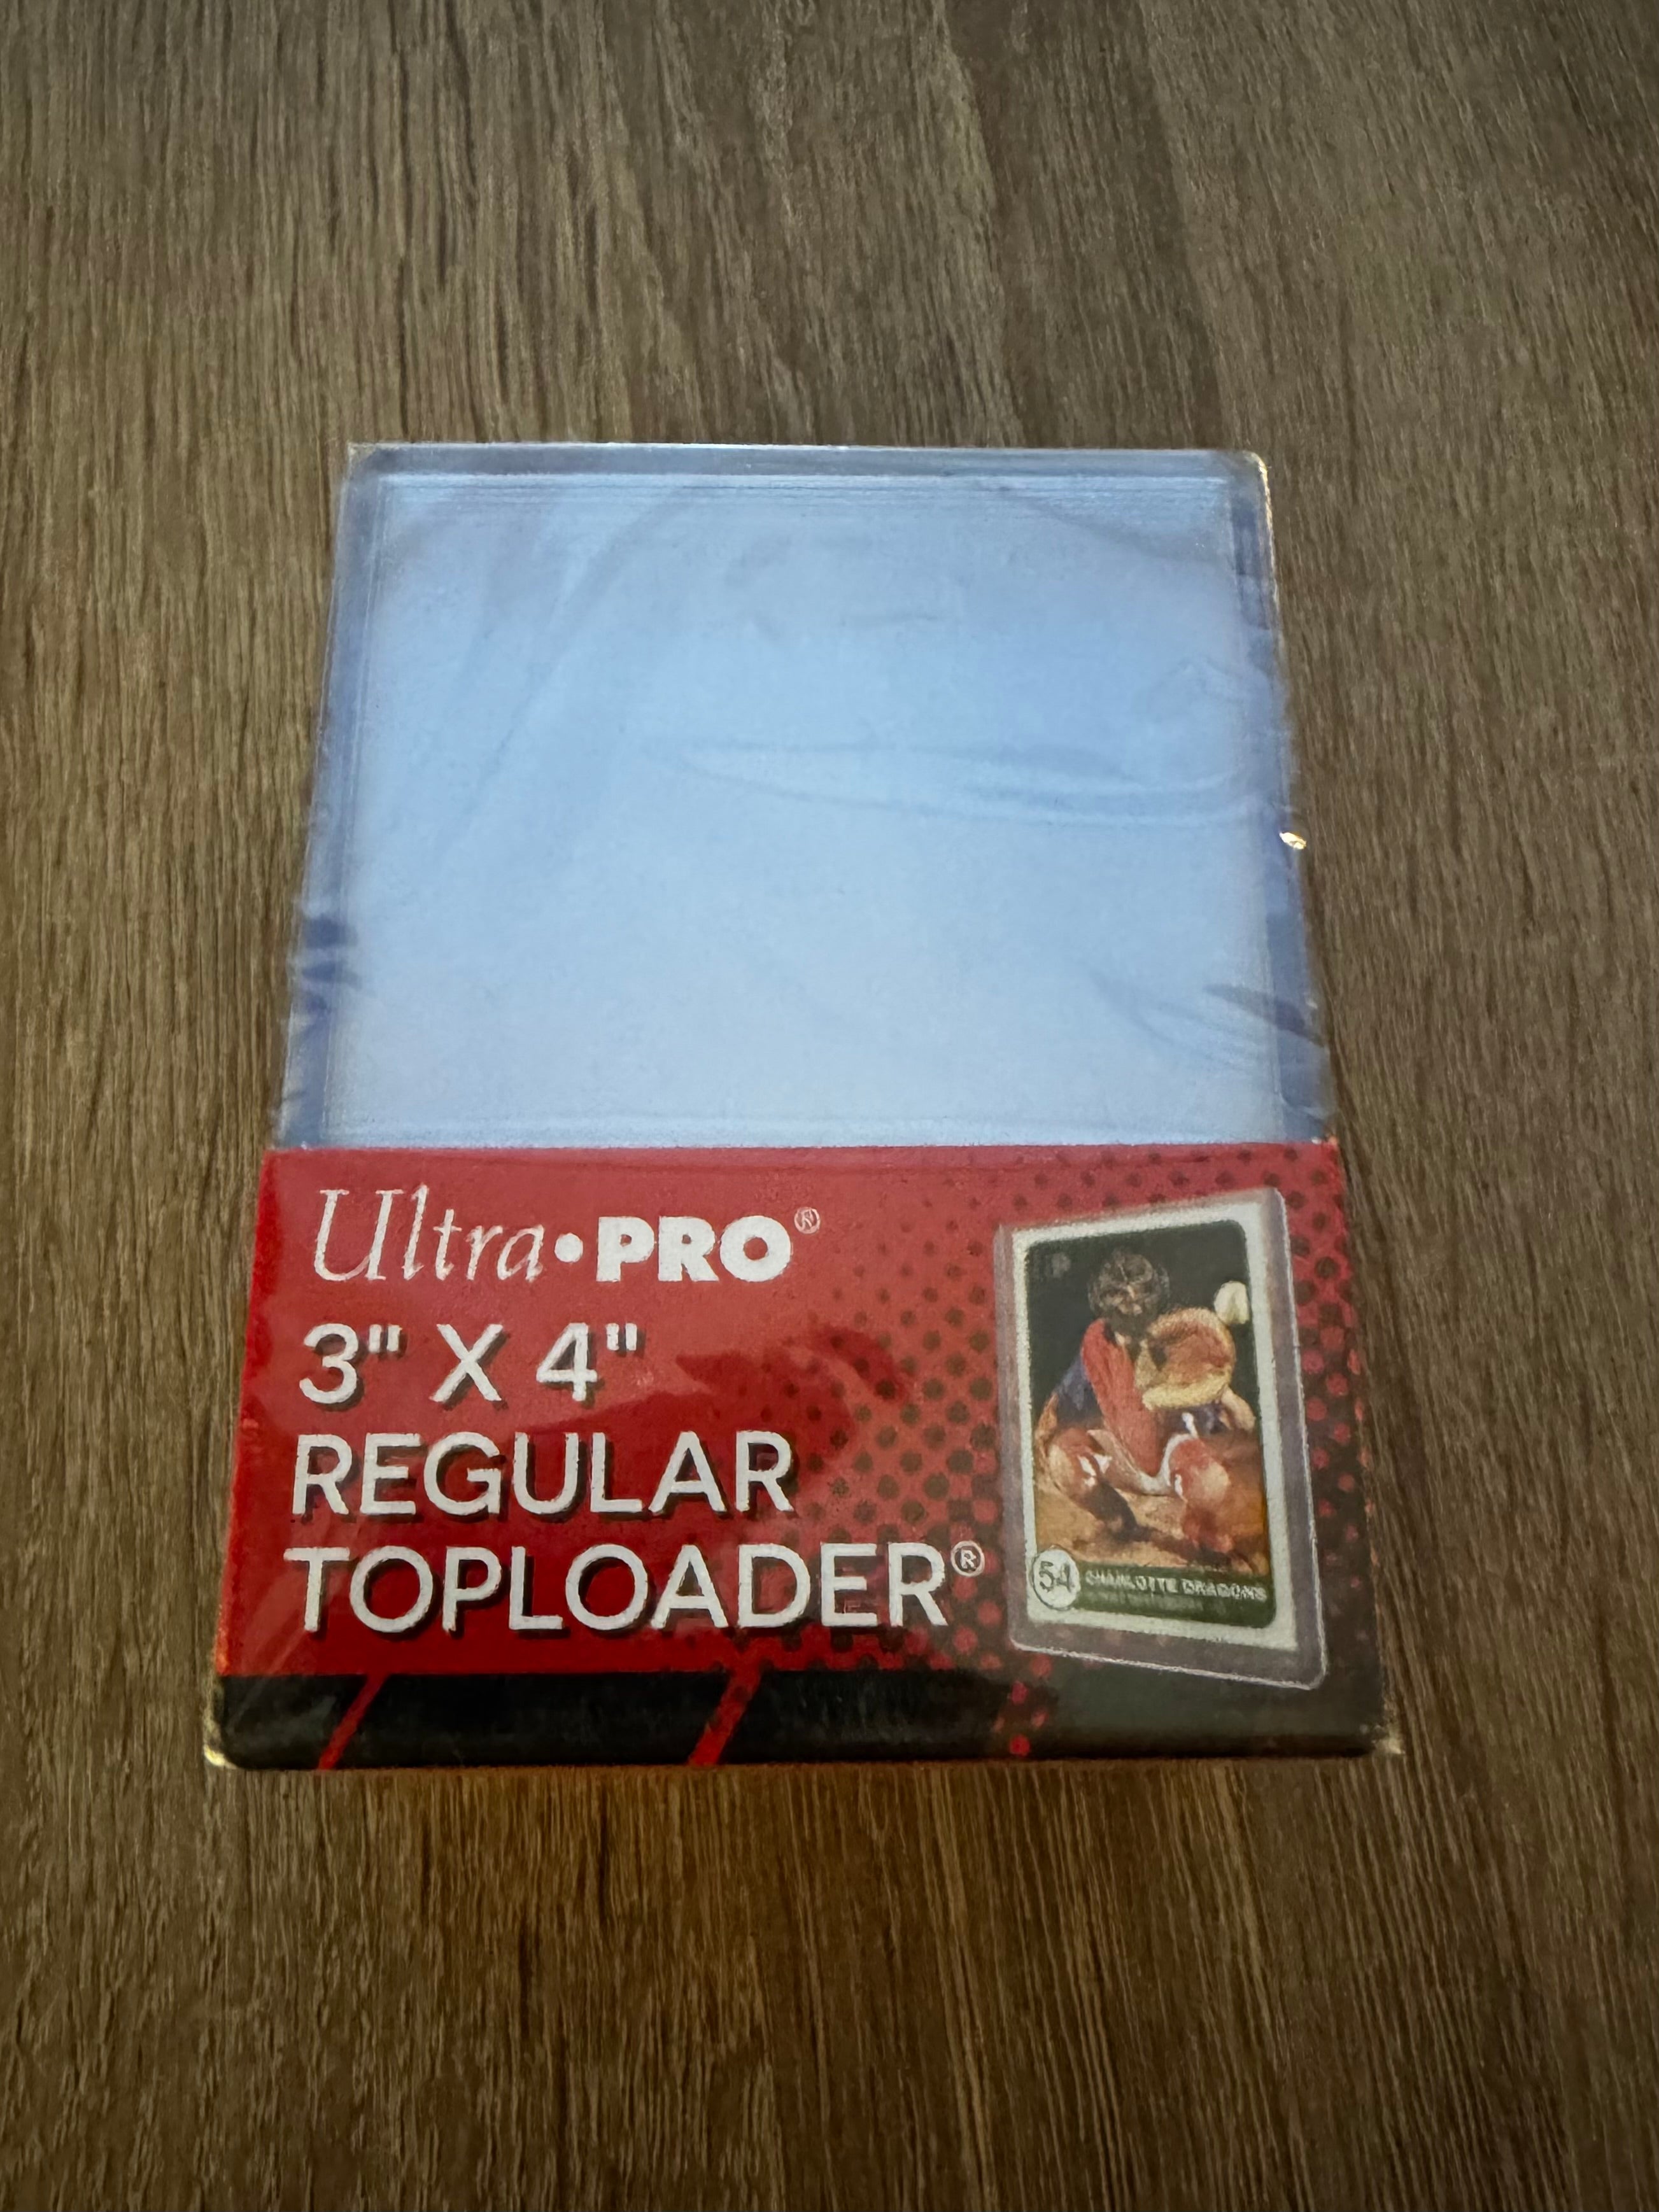 Ultra•PRO®
3" X 4"
REGULAR
TOPLOADER®
54 CHARLOTTE DRAGONS